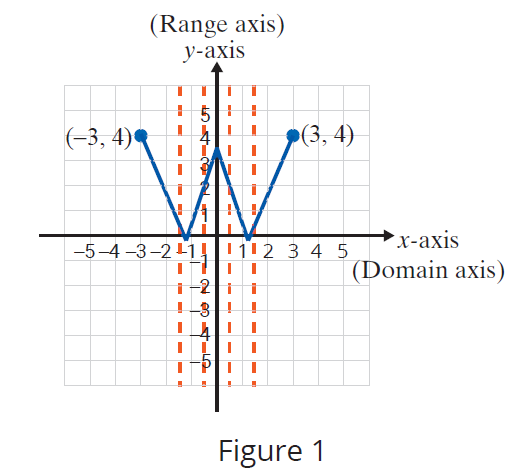 (Range axis)
y-axis
5
(−3, 4)
4
(3, 4)
3
2
1
x-axis
−5 −4 −3 −2 −1 1 2 3 4 5
(Domain axis)
−1
−2
−3
−4
−5
Figure 1